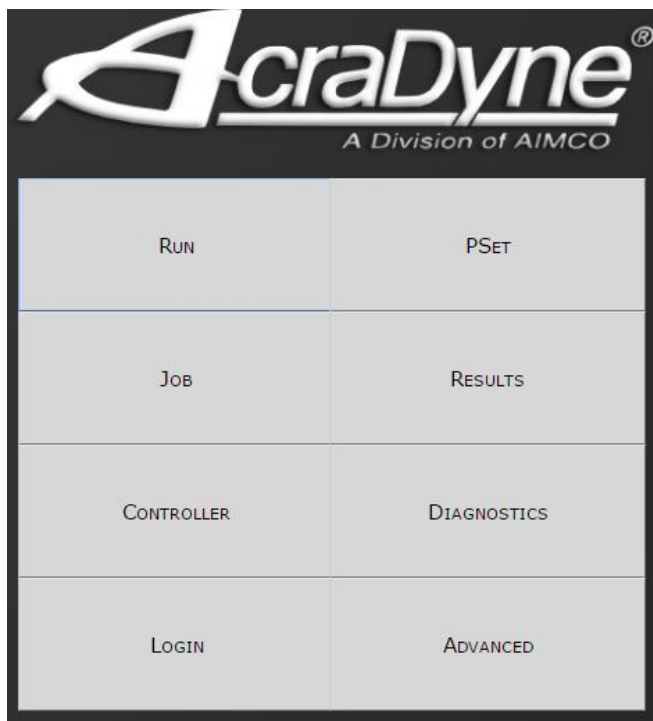 AcraDyne®
A Division of AIMCO
Run PSet
Job Results
Controller Diagnostics
Login Advanced